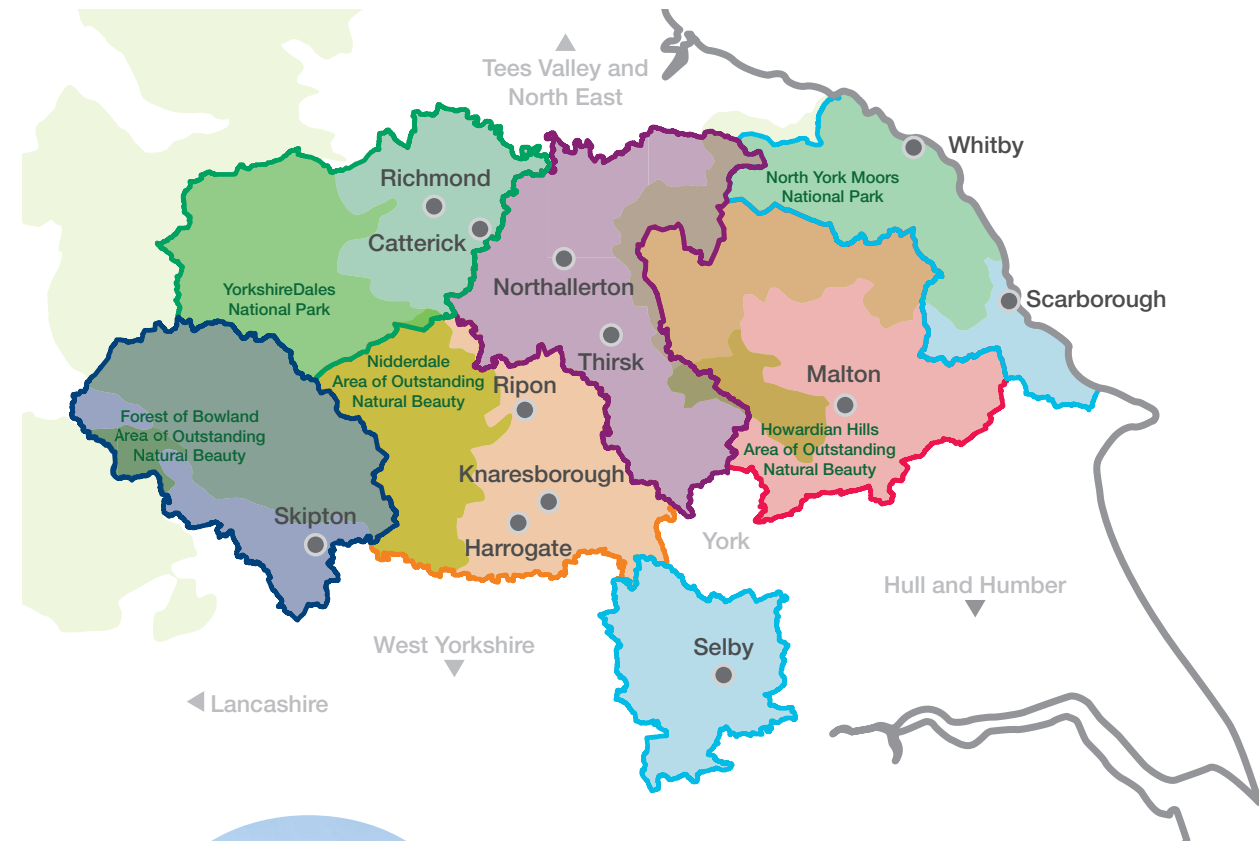 Tees Valley and
North East
Whitby
Richmond
North York Moors
National Park
Catterick
Northallerton
YorkshireDales
National Park
Scarborough
Thirsk
Nidderdale
Area of Outstanding
Natural Beauty
Ripon
Malton
Forest of Bowland
Area of Outstanding
Natural Beauty
Howardian Hills
Area of Outstanding
Natural Beauty
Knaresborough
Skipton
Harrogate
York
Hull and Humber
West Yorkshire
Selby
Lancashire